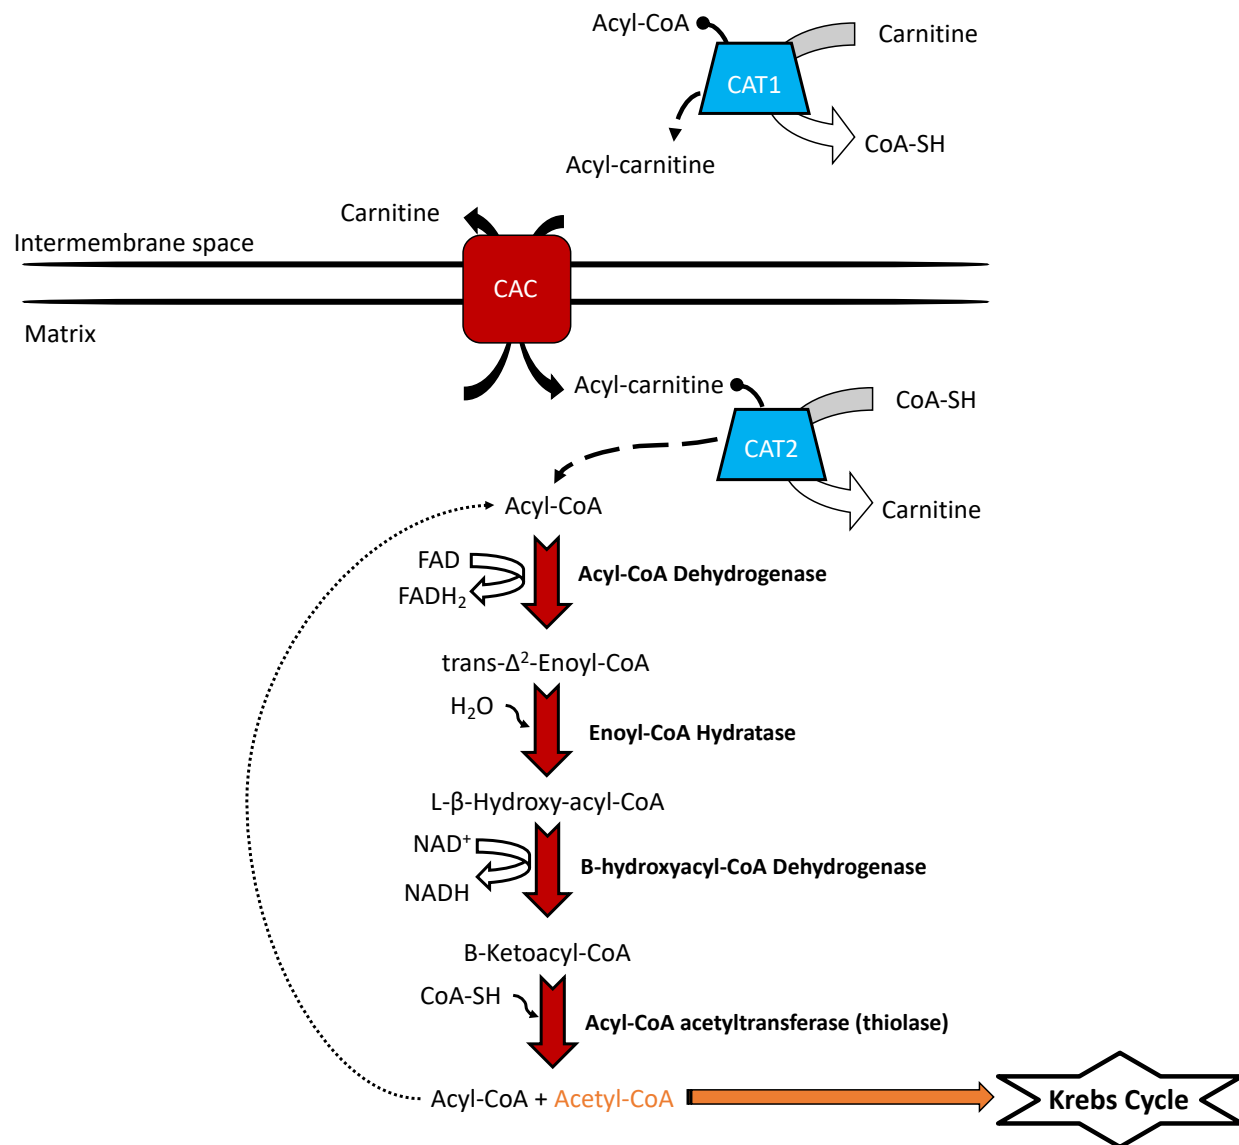 Acyl-CoA
Carnitine
CAT1
CoA-SH
Acyl-carnitine
Carnitine
Intermembrane space
CAC
Matrix
Acyl-carnitine
CoA-SH
CAT2
Acyl-CoA
Carnitine
FAD
Acyl-CoA Dehydrogenase
FADH₂
trans-Δ²-Enoyl-CoA
H₂O
Enoyl-CoA Hydratase
L-β-Hydroxy-acyl-CoA
NAD⁺
B-hydroxyacyl-CoA Dehydrogenase
NADH
B-Ketoacyl-CoA
CoA-SH
Acyl-CoA acetyltransferase (thiolase)
Acyl-CoA + Acetyl-CoA
Krebs Cycle